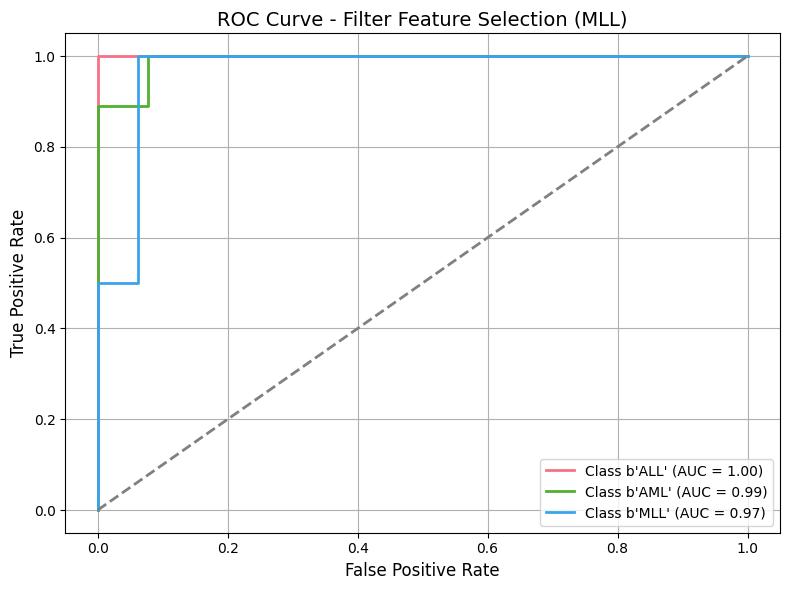 ROC Curve - Filter Feature Selection (MLL)
True Positive Rate
1.0
0.8
0.6
0.4
0.2
0.0
0.0 0.2 0.4 0.6 0.8 1.0
False Positive Rate
Class b'ALL' (AUC = 1.00)
Class b'AML' (AUC = 0.99)
Class b'MLL' (AUC = 0.97)